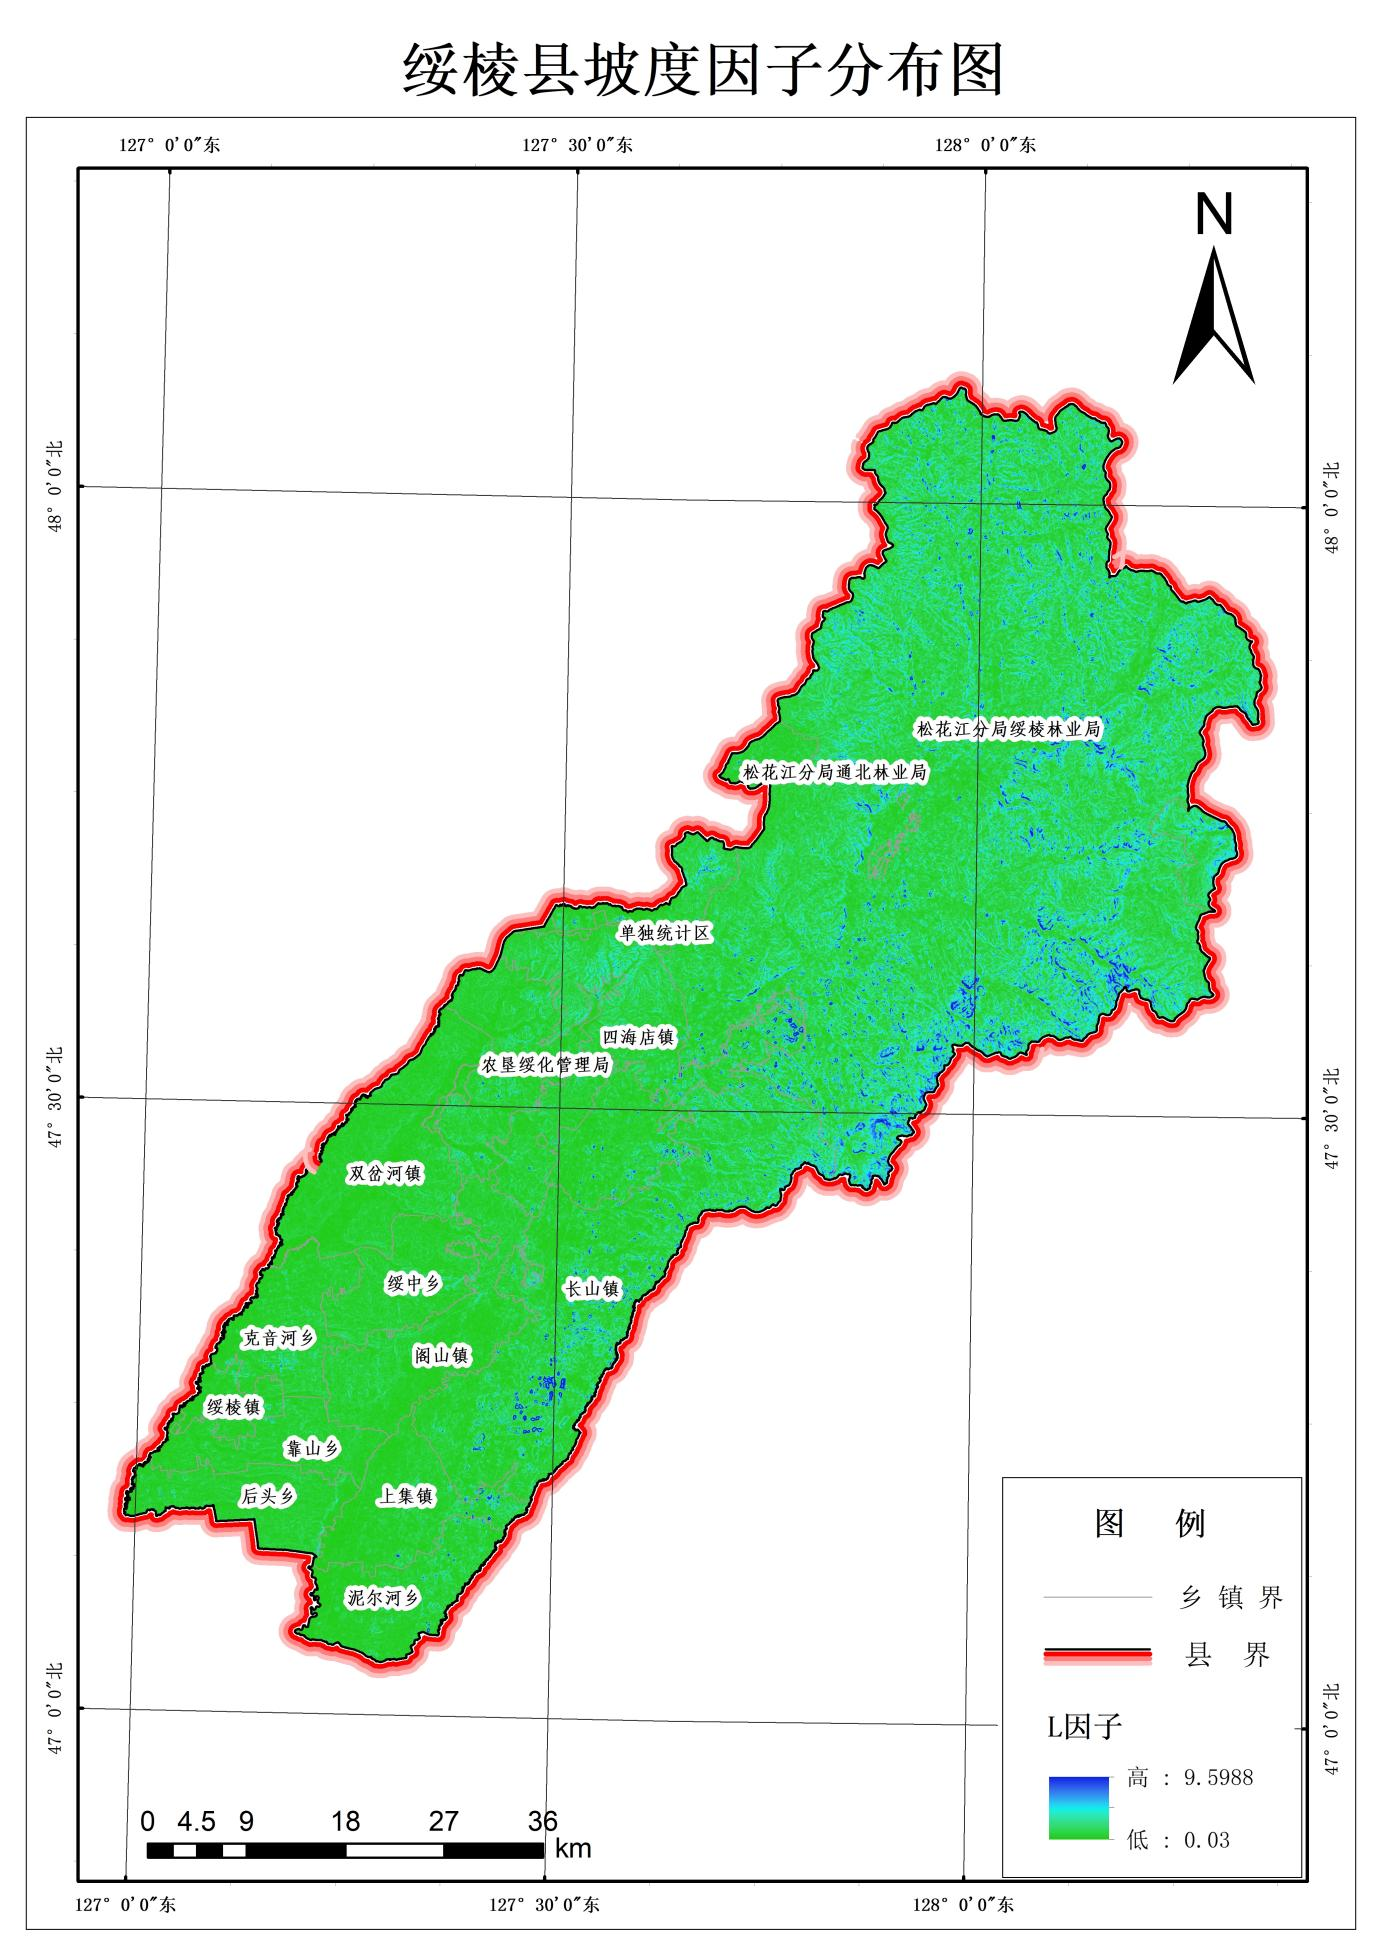 绥棱县坡度因子分布图
127° 0′0″东
127° 30′0″东
128° 0′0″东
N
48° 0′0″北
48° 0′0″北
松花江分局绥棱林业局
松花江分局通北林业局
单独统计区
四海店镇
农垦绥化管理局
47° 30′0″北
47° 30′0″北
双岔河镇
绥中乡
长山镇
克音河乡
阁山镇
绥棱镇
靠山乡
后头乡
上集镇
泥尔河乡
47° 0′0″北
47° 0′0″北
图 例
乡 镇 界
县 界
L因子
高 : 9.5988
低 : 0.03
0 4.5 9 18 27 36
km
127° 0′0″东
127° 30′0″东
128° 0′0″东